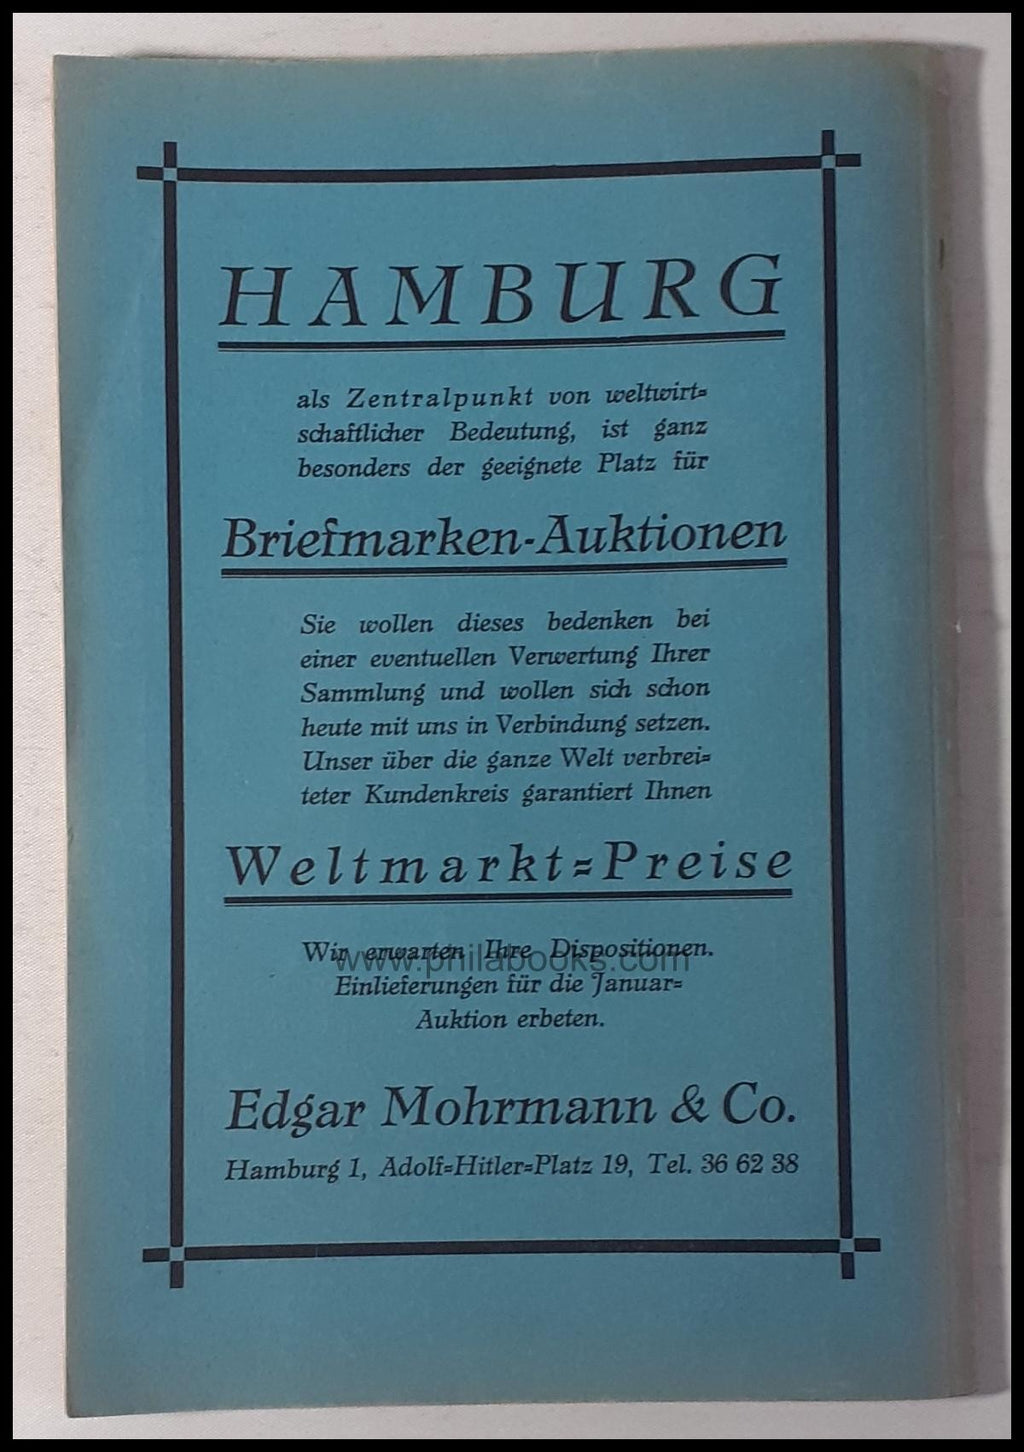 HAMBURG
als Zentralpunkt von weltwirt=
schaftlicher Bedeutung, ist ganz
besonders der geeignete Platz für
Briefmarken-Auktionen
Sie wollen dieses bedenken bei
einer eventuellen Verwertung Ihrer
Sammlung und wollen sich schon
heute mit uns in Verbindung setzen.
Unser über die ganze Welt verbrei=
teter Kundenkreis garantiert Ihnen
Weltmarkt=Preise
Wir erwarten Ihre Dispositionen.
www.philabooks.com
Einlieferungen für die Januar=
Auktion erbeten.
Edgar Mohrmann & Co.
Hamburg 1, Adolf=Hitler=Platz 19, Tel. 36 62 38